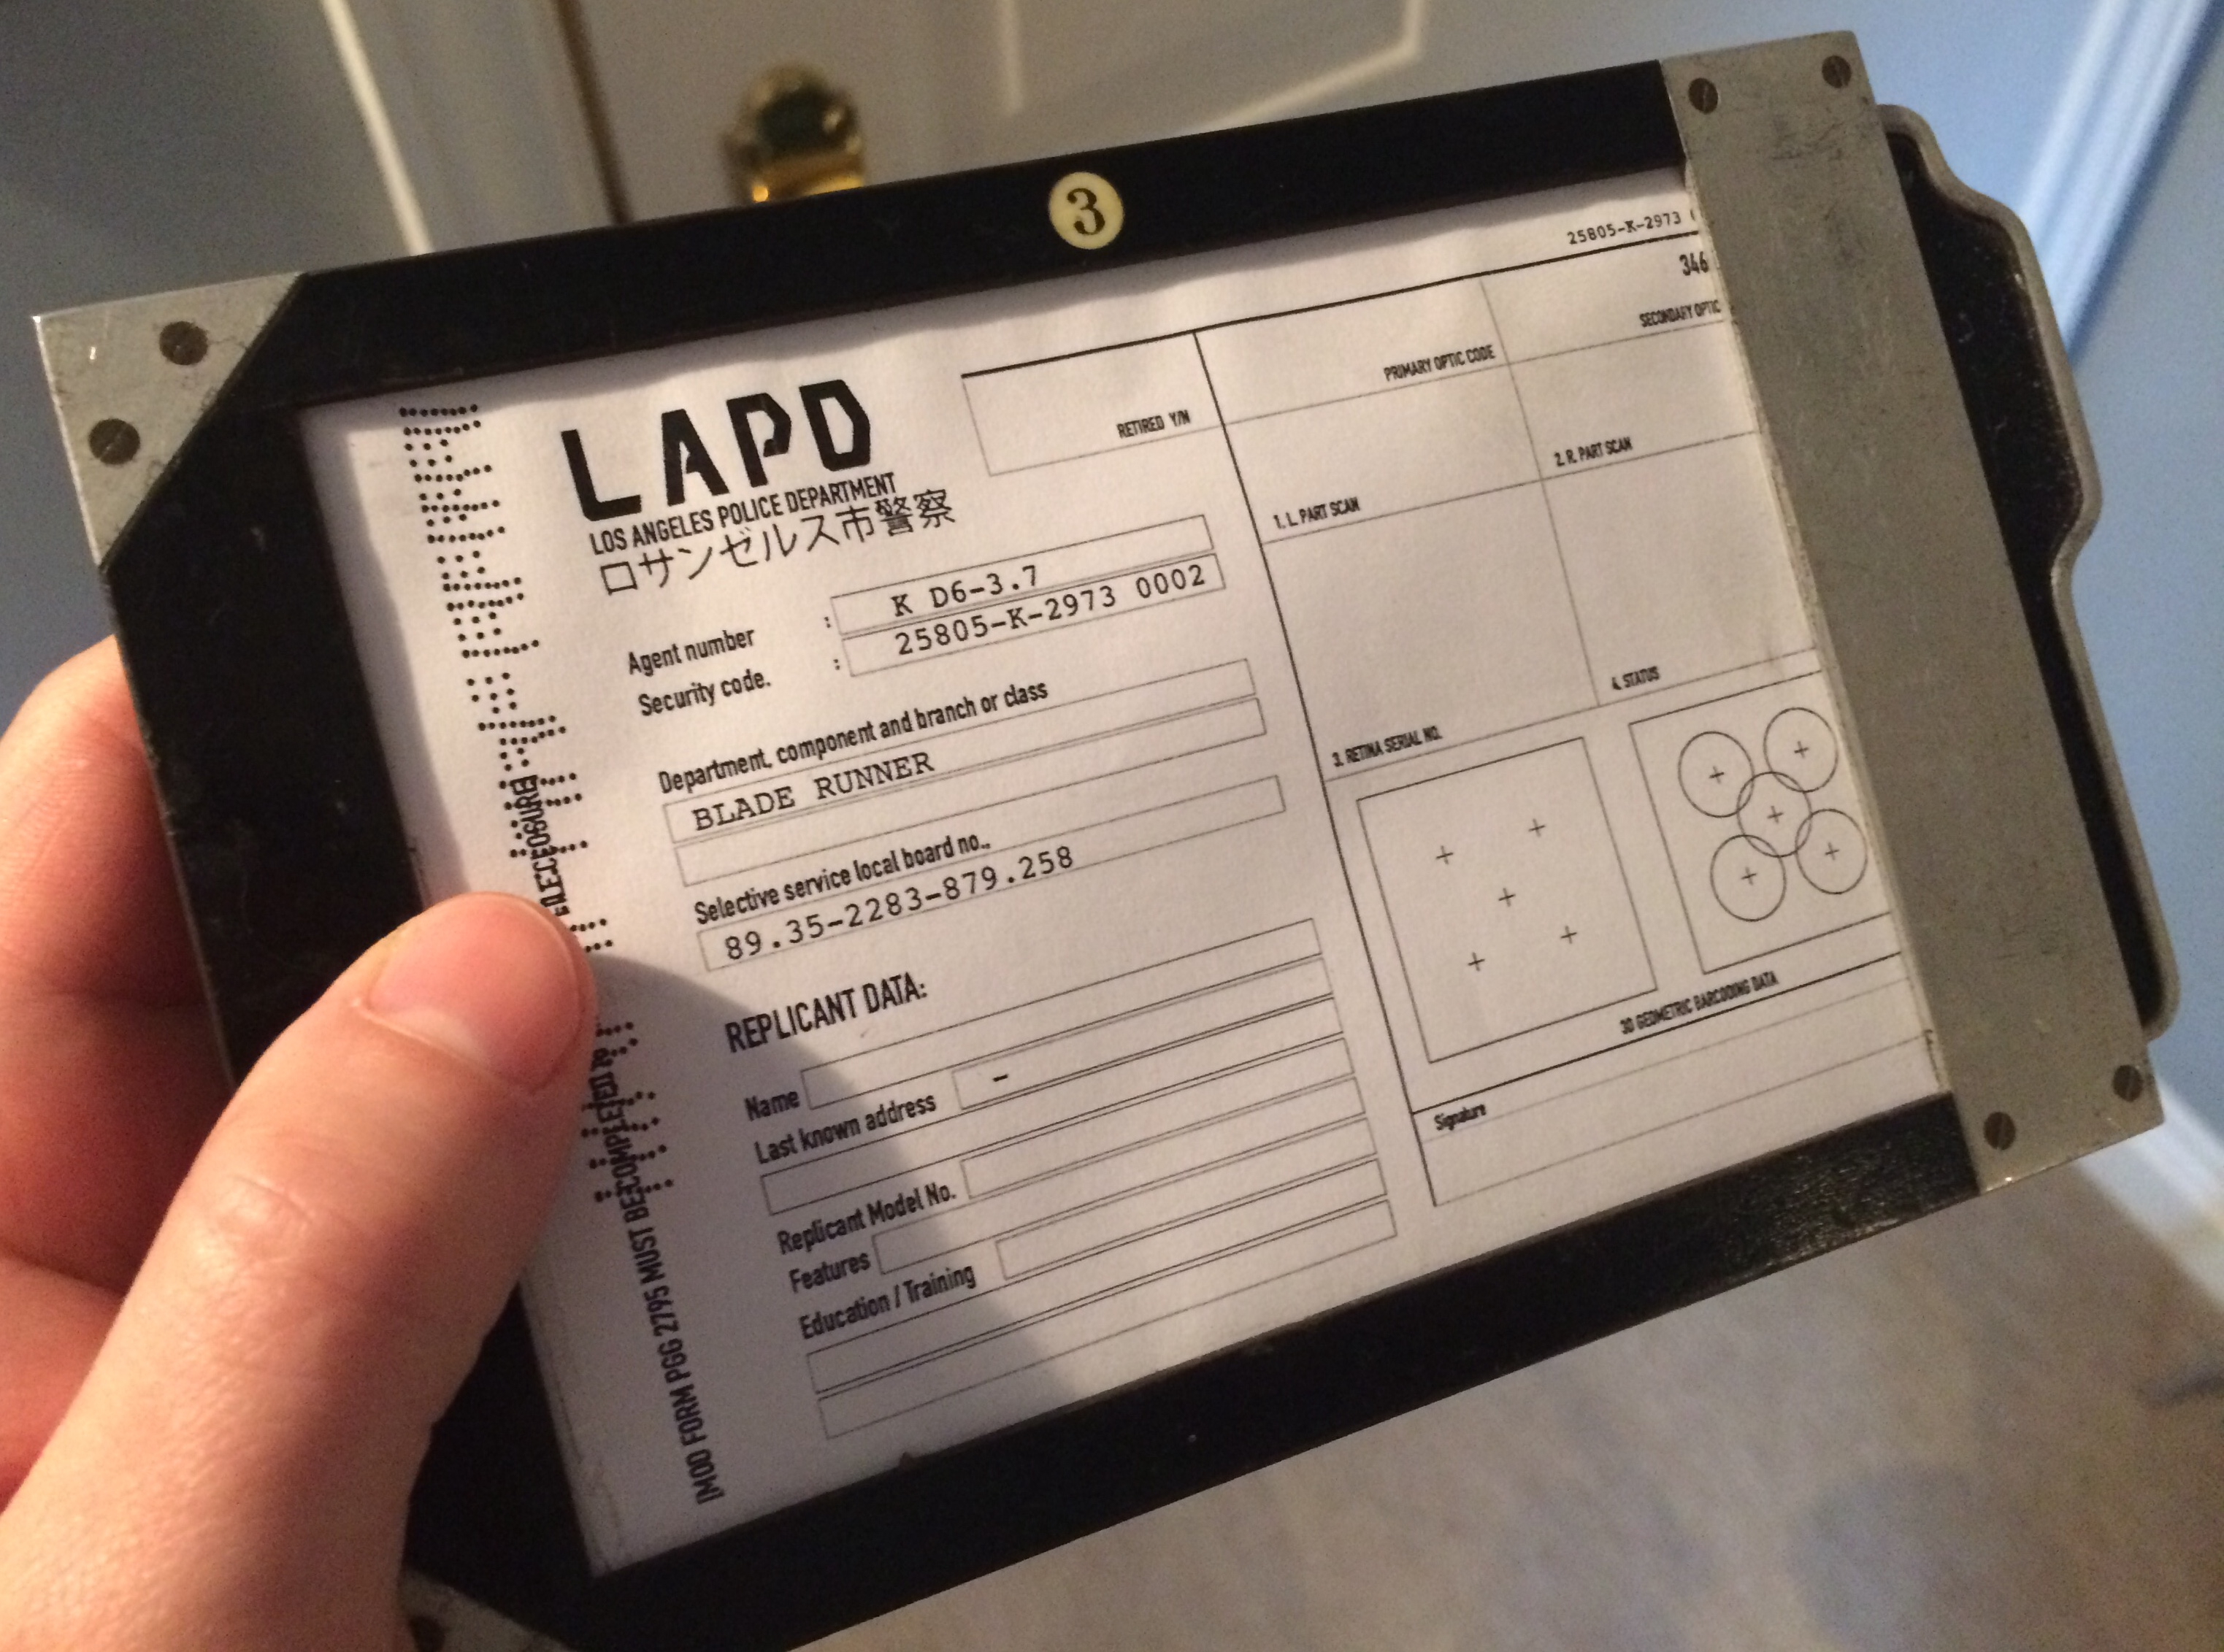 3
25805-K-2973
346
LAPD
LOS ANGELES POLICE DEPARTMENT
ロサンゼルス市警察
RETIRED Y/N
PRIMARY OPTIC CODE
SECONDARY OPTIC
1. L. PART SCAN
2. R. PART SCAN
3. RETINA SERIAL NO.
4. STATUS
Agent number : K D6-3.7
Security code. : 25805-K-2973 0002
Department, component and branch or class
BLADE RUNNER
Selective service local board no.,
89.35-2283-879.258
REPLICANT DATA:
Name
Last known address -
Replicant Model No.
Features
Education / Training
3D GEOMETRIC BARCODING DATA
Signature
IMOD FORM PGG 2795 MUST BE COMPLETED